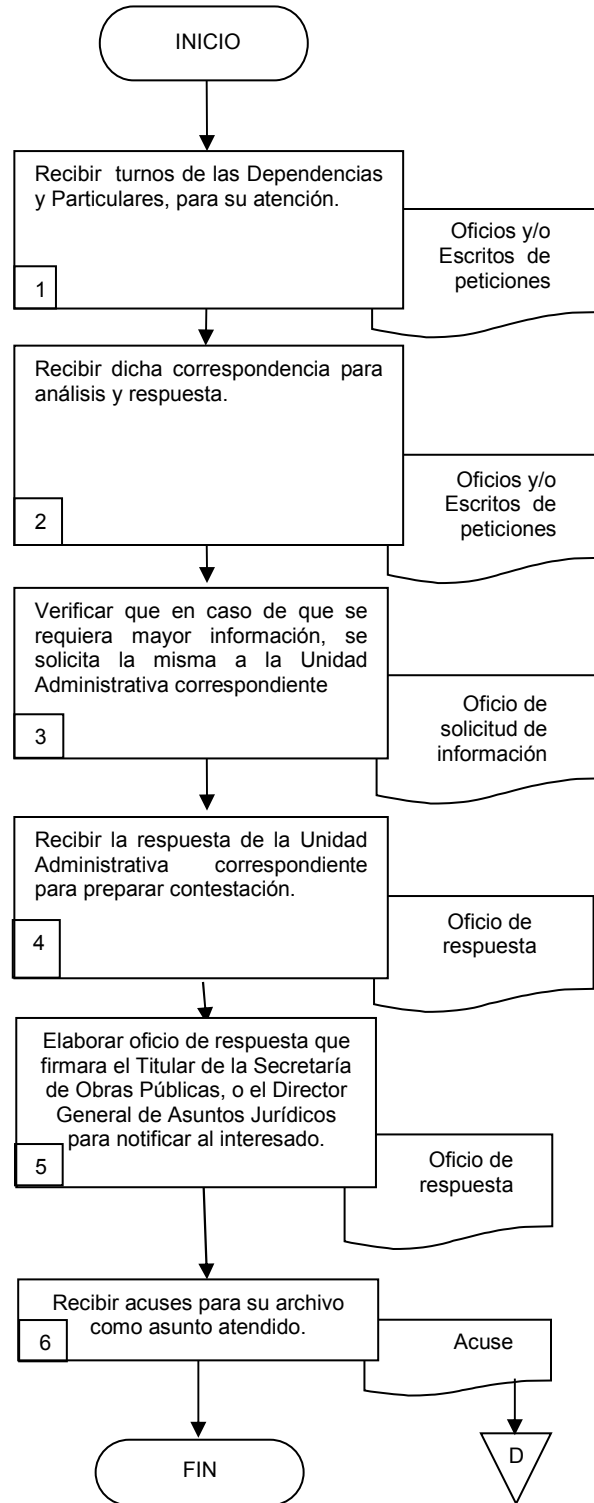 INICIO
Recibir turnos de las Dependencias
y Particulares, para su atención.
1
Oficios y/o
Escritos de
peticiones
Recibir dicha correspondencia para
análisis y respuesta.
2
Oficios y/o
Escritos de
peticiones
Verificar que en caso de que se
requiera mayor información, se
solicita la misma a la Unidad
Administrativa correspondiente
3
Oficio de
solicitud de
información
Recibir la respuesta de la Unidad
Administrativa correspondiente
para preparar contestación.
4
Oficio de
respuesta
Elaborar oficio de respuesta que
firmara el Titular de la Secretaría
de Obras Públicas, o el Director
General de Asuntos Jurídicos
para notificar al interesado.
5
Oficio de
respuesta
Recibir acuses para su archivo
como asunto atendido.
6
Acuse
D
FIN